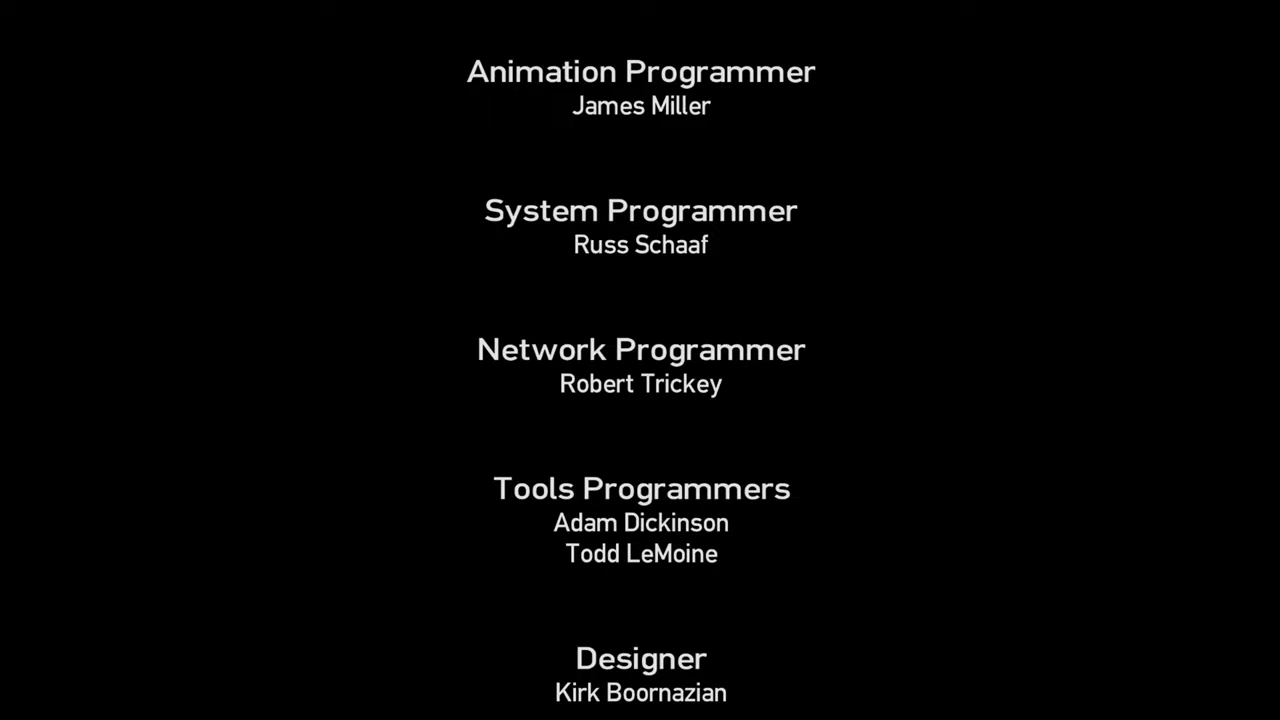 Animation Programmer
James Miller
System Programmer
Russ Schaaf
Network Programmer
Robert Trickey
Tools Programmers
Adam Dickinson
Todd LeMoine
Designer
Kirk Boornazian